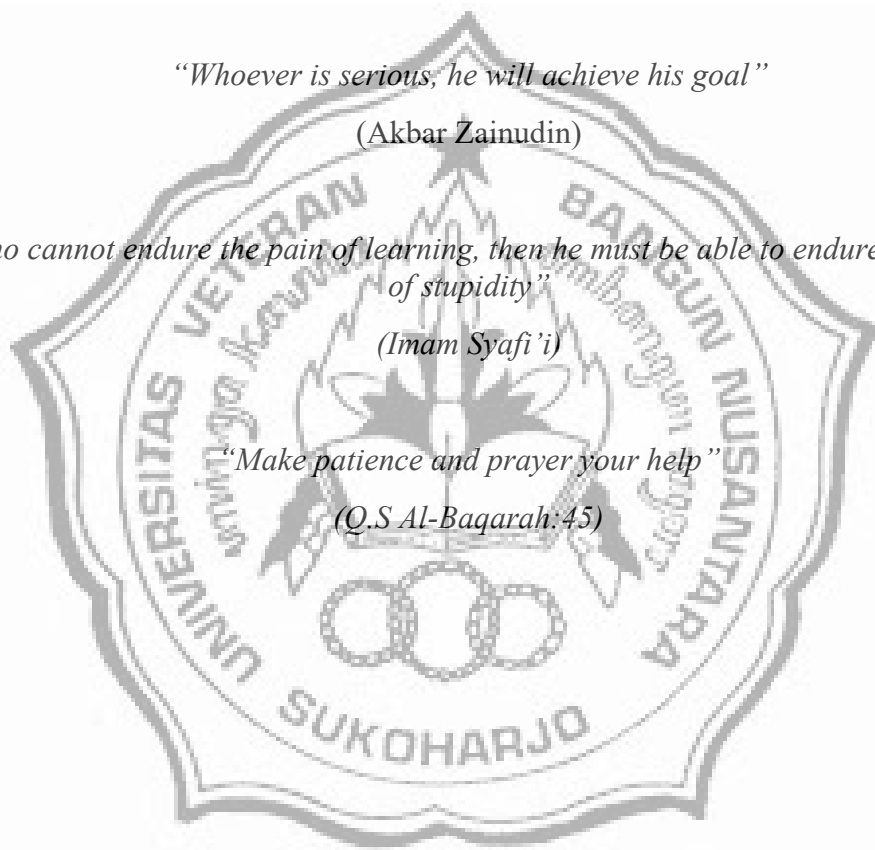 “Whoever is serious, he will achieve his goal”
(Akbar Zainudin)
cannot endure the pain of learning, then he must be able to endure
of stupidity”
(Imam Syafi’i)
“Make patience and prayer your help”
(Q.S Al-Baqarah:45)
UNIVERSITAS VETERAN BANGUN NUSANTARA
SUKOHARJO